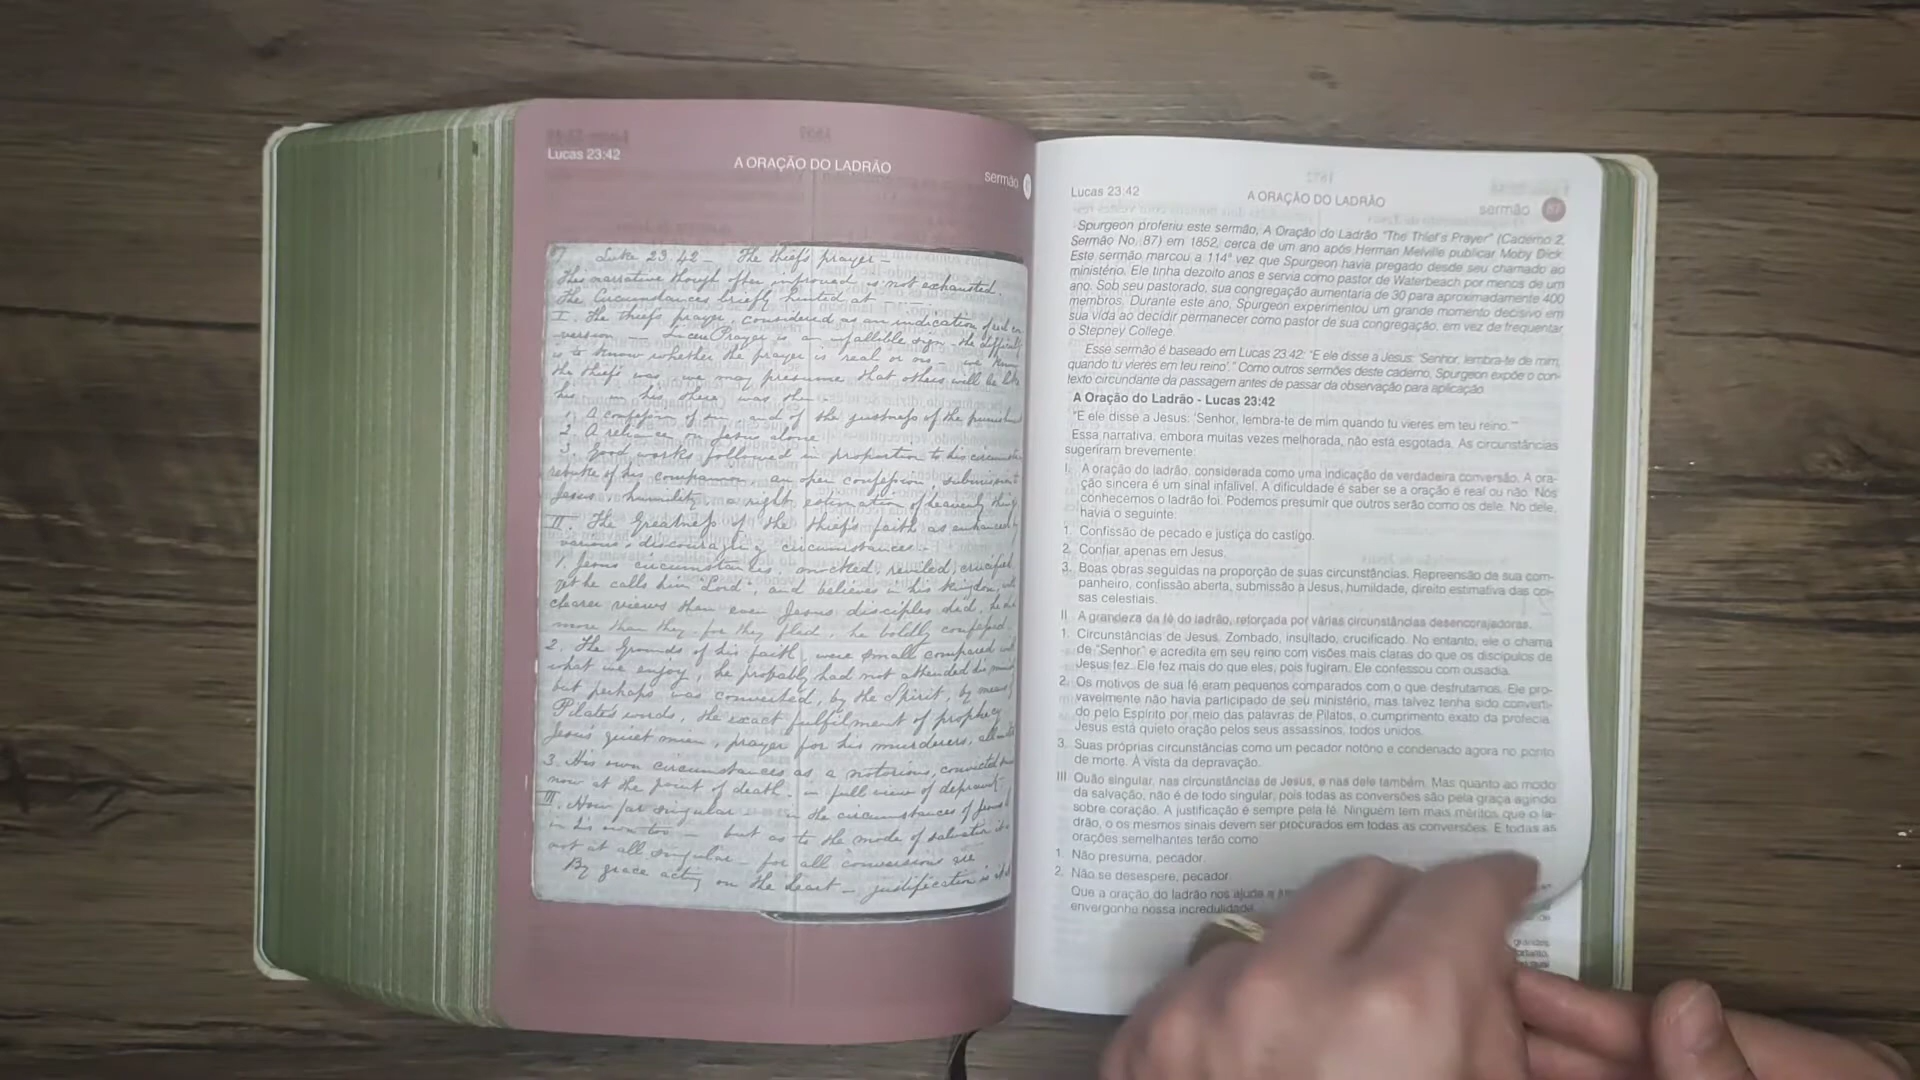 Lucas 23:42
A ORAÇÃO DO LADRÃO
sermão
Luke 23.42 — The thief's prayer —
This narrative though often improved is not exhausted.
The Circumstances briefly hinted at
I. The thief's prayer, considered as an indication of real con
version — sincere Prayer is an infallible sign — the difficulty
is to know whether the prayer is real or no — we know
the thief's was, we may presume that others will be like
his in his there was the
1. A confession of sin, and of the justness of the punishment
2. A reliance on Jesus alone
3. Good works followed in proportion to his circumstan
rebuke of his companion, an open confession, submission t
Jesus, humility, a right estimation of heavenly things
II. The Greatness of the thief's faith as enhanced by
various, discouraging circumstances.
1. Jesus circumstances, mocked, reviled, crucified,
yet he calls him 'Lord', and believes in his Kingdom, with
clearer views than even Jesus disciples did, he did
more than they, for they fled, he boldly confessed.
2. The Grounds of his faith, were small compared with
what we enjoy, he probably had not attended his minis
but perhaps was converted, by the Spirit, by means of
Pilate's words, the exact fulfilment of prophecy
Jesus quiet mien, prayer for his murderers,
3. His own circumstances as a notorious, convicted
now at the point of death. in full view of
III. How far singular — in the circumstances of Jesus &
in his own too — but as to the mode of salvation it is
not at all singular — for all conversions are
By grace acting on the heart — justification is
Lucas 23:42
A ORAÇÃO DO LADRÃO
sermão 87
Spurgeon proferiu este sermão, A Oração do Ladrão "The Thief's Prayer" (Caderno 2,
Sermão No. 87) em 1852, cerca de um ano após Herman Melville publicar Moby Dick.
Este sermão marcou a 114ª vez que Spurgeon havia pregado desde seu chamado ao
ministério. Ele tinha dezoito anos e servia como pastor de Waterbeach por menos de um
ano. Sob seu pastorado, sua congregação aumentaria de 30 para aproximadamente 400
membros. Durante este ano, Spurgeon experimentou um grande momento decisivo em
sua vida ao decidir permanecer como pastor de sua congregação, em vez de frequentar
o Stepney College.
Esse sermão é baseado em Lucas 23:42: "E ele disse a Jesus: 'Senhor, lembra-te de mim,
quando tu vieres em teu reino'." Como outros sermões deste caderno, Spurgeon expõe o con-
texto circundante da passagem antes de passar da observação para aplicação.
A Oração do Ladrão - Lucas 23:42
"E ele disse a Jesus: 'Senhor, lembra-te de mim quando tu vieres em teu reino.'"
Essa narrativa, embora muitas vezes melhorada, não está esgotada. As circunstâncias
sugeriram brevemente:
I. A oração do ladrão, considerada como uma indicação de verdadeira conversão. A ora-
ção sincera é um sinal infalível. A dificuldade é saber se a oração é real ou não. Nós
conhecemos o ladrão foi. Podemos presumir que outros serão como os dele. No dele,
havia o seguinte:
1. Confissão de pecado e justiça do castigo.
2. Confiar apenas em Jesus.
3. Boas obras seguidas na proporção de suas circunstâncias. Repreensão de sua com-
panheiro, confissão aberta, submissão a Jesus, humildade, direito estimativa das coi-
sas celestiais.
II. A grandeza da fé do ladrão, reforçada por várias circunstâncias desencorajadoras.
1. Circunstâncias de Jesus. Zombado, insultado, crucificado. No entanto, ele o chama
de "Senhor" e acredita em seu reino com visões mais claras do que os discípulos de
Jesus fez. Ele fez mais do que eles, pois fugiram. Ele confessou com ousadia.
2. Os motivos de sua fé eram pequenos comparados com o que desfrutamos. Ele pro-
vavelmente não havia participado de seu ministério, mas talvez tenha sido converti-
do pelo Espírito por meio das palavras de Pilatos, o cumprimento exato da profecia.
Jesus está quieto oração pelos seus assassinos, todos unidos.
3. Suas próprias circunstâncias como um pecador notório e condenado agora no ponto
de morte. À vista da depravação.
III Quão singular, nas circunstâncias de Jesus, e nas dele também. Mas quanto ao modo
da salvação, não é de todo singular, pois todas as conversões são pela graça agindo
sobre coração. A justificação é sempre pela fé. Ninguém tem mais méritos que o la-
drão, o os mesmos sinais devem ser procurados em todas as conversões. E todas as
orações semelhantes terão como
1. Não presuma, pecador.
2. Não se desespere, pecador.
Que a oração do ladrão nos ajude a
envergonhe nossa incredulidade.
grandes